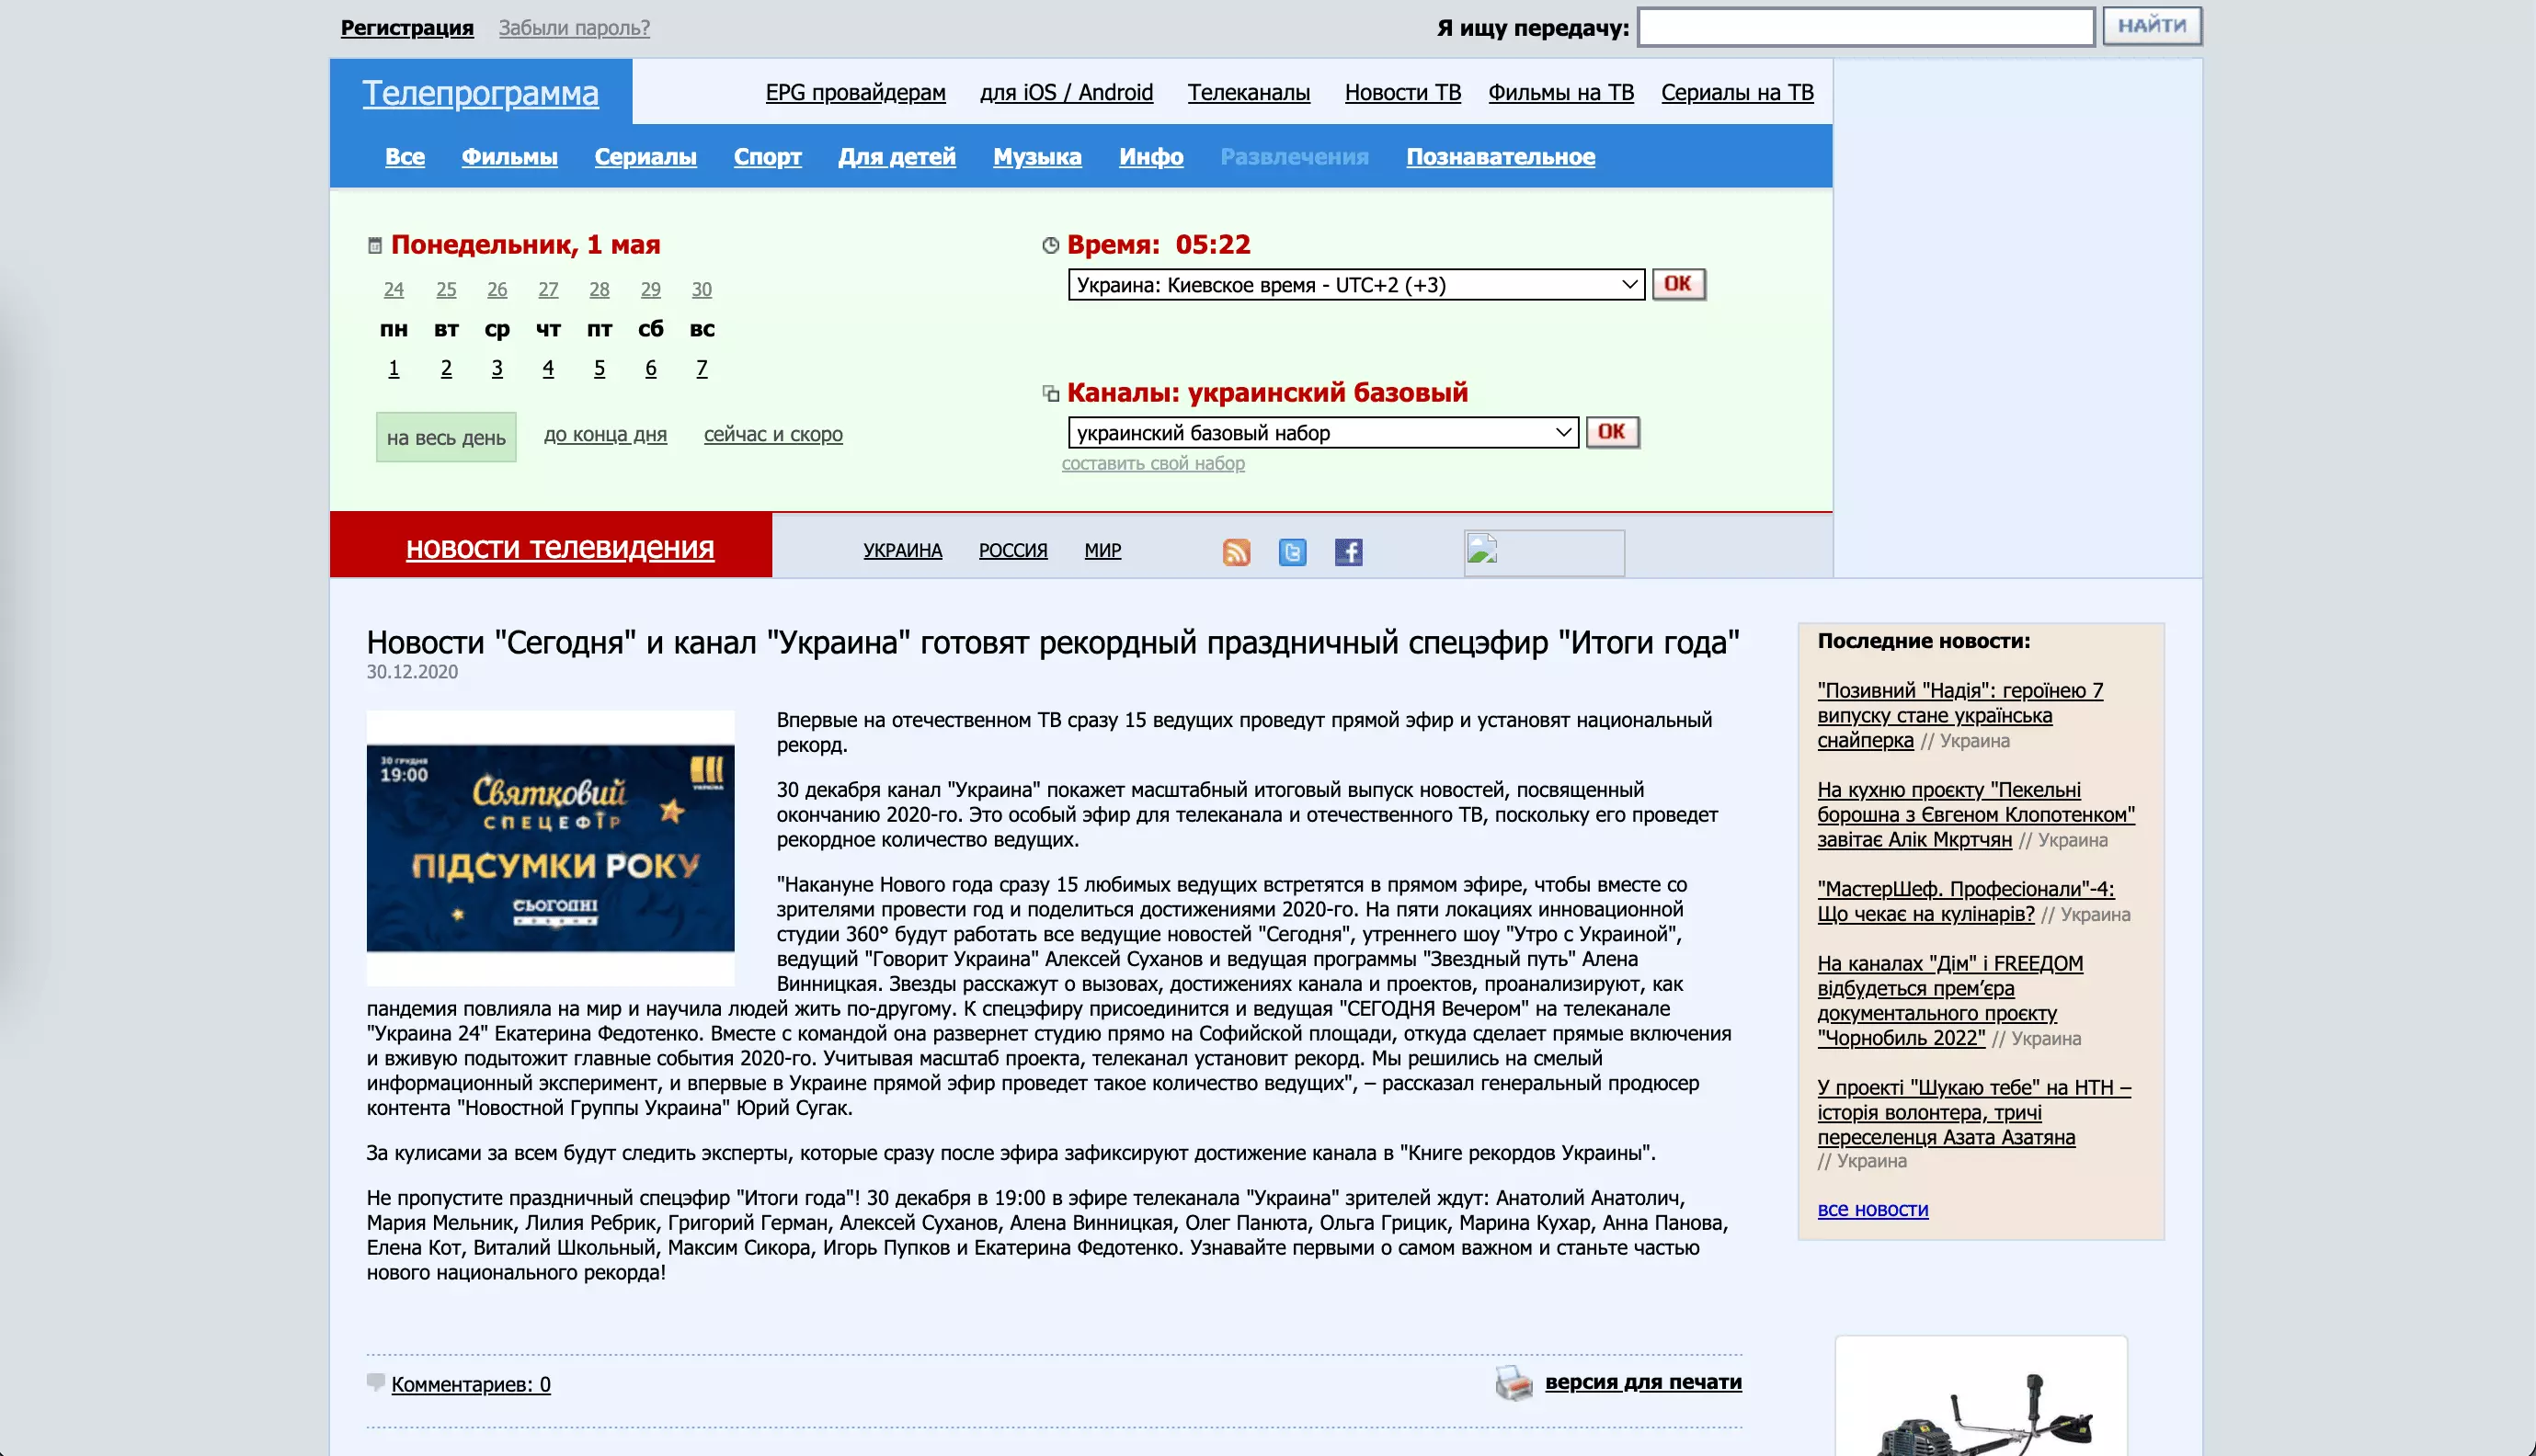 Регистрация Забыли пароль? Я ищу передачу: НАЙТИ
Телепрограмма EPG провайдерам для iOS / Android Телеканалы Новости ТВ Фильмы на ТВ Сериалы на ТВ
Все Фильмы Сериалы Спорт Для детей Музыка Инфо Развлечения Познавательное
Понедельник, 1 мая
24 25 26 27 28 29 30
пн вт ср чт пт сб вс
1 2 3 4 5 6 7
на весь день до конца дня сейчас и скоро
Время: 05:22
Украина: Киевское время - UTC+2 (+3) OK
Каналы: украинский базовый
украинский базовый набор OK
составить свой набор
новости телевидения УКРАИНА РОССИЯ МИР
Новости "Сегодня" и канал "Украина" готовят рекордный праздничный спецэфир "Итоги года"
30.12.2020
30 ГРУДНЯ
19:00
УКРАЇНА
Святковий
СПЕЦЕФІР
ПІДСУМКИ РОКУ
СЬОГОДНІ
Впервые на отечественном ТВ сразу 15 ведущих проведут прямой эфир и установят национальный
рекорд.
30 декабря канал "Украина" покажет масштабный итоговый выпуск новостей, посвященный
окончанию 2020-го. Это особый эфир для телеканала и отечественного ТВ, поскольку его проведет
рекордное количество ведущих.
"Накануне Нового года сразу 15 любимых ведущих встретятся в прямом эфире, чтобы вместе со
зрителями провести год и поделиться достижениями 2020-го. На пяти локациях инновационной
студии 360° будут работать все ведущие новостей "Сегодня", утреннего шоу "Утро с Украиной",
ведущий "Говорит Украина" Алексей Суханов и ведущая программы "Звездный путь" Алена
Винницкая. Звезды расскажут о вызовах, достижениях канала и проектов, проанализируют, как
пандемия повлияла на мир и научила людей жить по-другому. К спецэфиру присоединится и ведущая "СЕГОДНЯ Вечером" на телеканале
"Украина 24" Екатерина Федотенко. Вместе с командой она развернет студию прямо на Софийской площади, откуда сделает прямые включения
и вживую подытожит главные события 2020-го. Учитывая масштаб проекта, телеканал установит рекорд. Мы решились на смелый
информационный эксперимент, и впервые в Украине прямой эфир проведет такое количество ведущих", – рассказал генеральный продюсер
контента "Новостной Группы Украина" Юрий Сугак.
За кулисами за всем будут следить эксперты, которые сразу после эфира зафиксируют достижение канала в "Книге рекордов Украины".
Не пропустите праздничный спецэфир "Итоги года"! 30 декабря в 19:00 в эфире телеканала "Украина" зрителей ждут: Анатолий Анатолич,
Мария Мельник, Лилия Ребрик, Григорий Герман, Алексей Суханов, Алена Винницкая, Олег Панюта, Ольга Грицик, Марина Кухар, Анна Панова,
Елена Кот, Виталий Школьный, Максим Сикора, Игорь Пупков и Екатерина Федотенко. Узнавайте первыми о самом важном и станьте частью
нового национального рекорда!
Комментариев: 0 версия для печати
Последние новости:
"Позивний "Надія": героїнею 7
випуску стане українська
снайперка // Украина
На кухню проєкту "Пекельні
борошна з Євгеном Клопотенком"
завітає Алік Мкртчян // Украина
"МастерШеф. Професіонали"-4:
Що чекає на кулінарів? // Украина
На каналах "Дім" і FREEДОМ
відбудеться прем’єра
документального проєкту
"Чорнобиль 2022" // Украина
У проекті "Шукаю тебе" на НТН –
історія волонтера, тричі
переселенця Азата Азатяна
// Украина
все новости